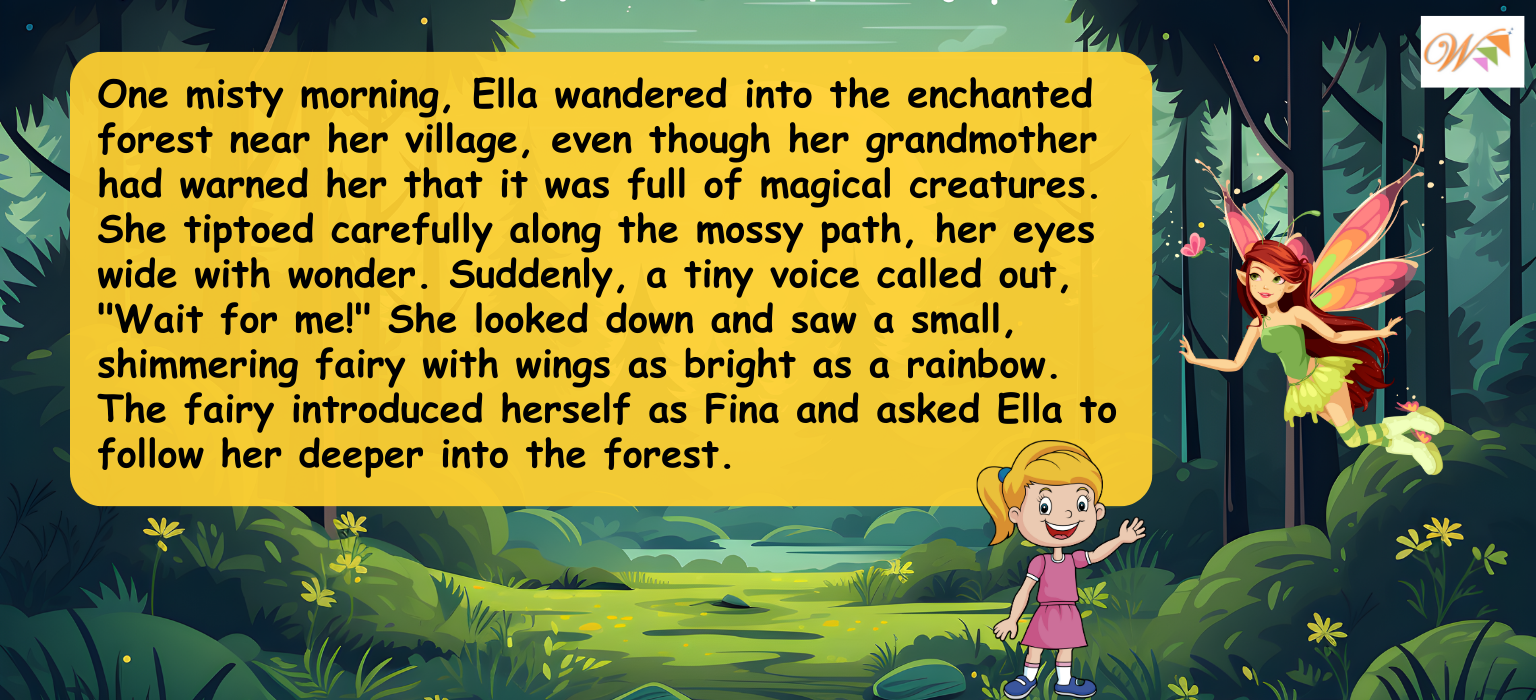 One misty morning, Ella wandered into the enchanted
forest near her village, even though her grandmother
had warned her that it was full of magical creatures.
She tiptoed carefully along the mossy path, her eyes
wide with wonder. Suddenly, a tiny voice called out,
"Wait for me!" She looked down and saw a small,
shimmering fairy with wings as bright as a rainbow.
The fairy introduced herself as Fina and asked Ella to
follow her deeper into the forest.
W